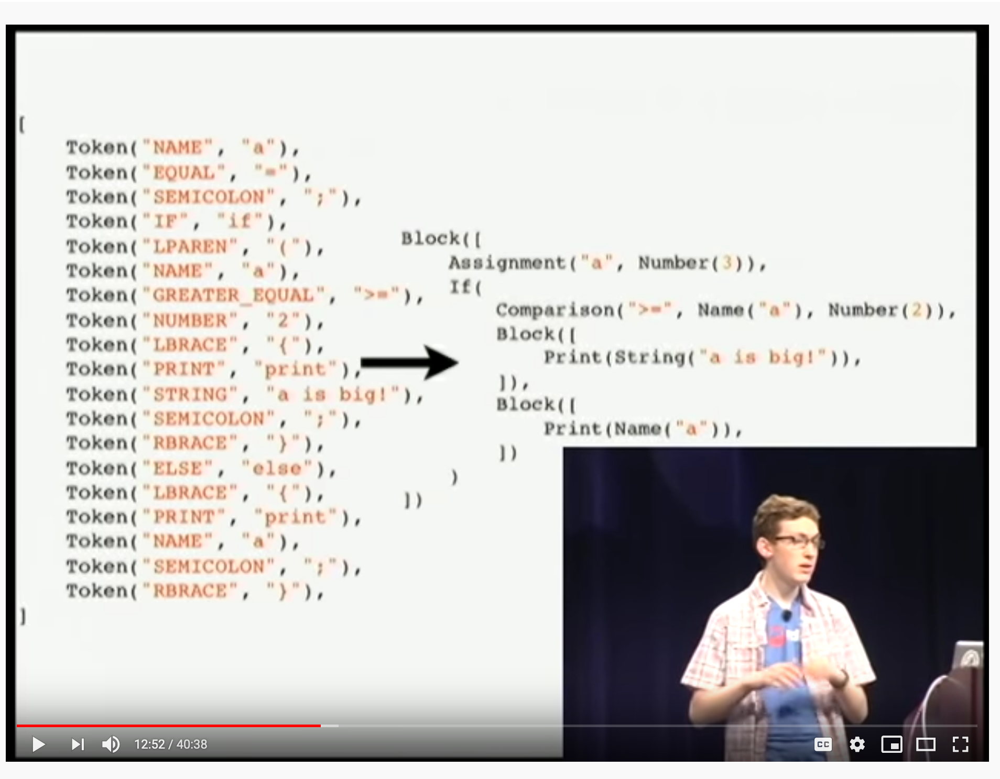 [
Token("NAME", "a"),
Token("EQUAL", "="),
Token("SEMICOLON", ";"),
Token("IF", "if"),
Token("LPAREN", "("),
Token("NAME", "a"),
Token("GREATER_EQUAL", ">="),
Token("NUMBER", "2"),
Token("LBRACE", "{"),
Token("PRINT", "print"),
Token("STRING", "a is big!"),
Token("SEMICOLON", ";"),
Token("RBRACE", "}"),
Token("ELSE", "else"),
Token("LBRACE", "{"),
Token("PRINT", "print"),
Token("NAME", "a"),
Token("SEMICOLON", ";"),
Token("RBRACE", "}"),
]
Block([
Assignment("a", Number(3)),
If(
Comparison(">=", Name("a"), Number(2)),
Block([
Print(String("a is big!")),
]),
Block([
Print(Name("a")),
])
)
])
12:52 / 40:38
CC